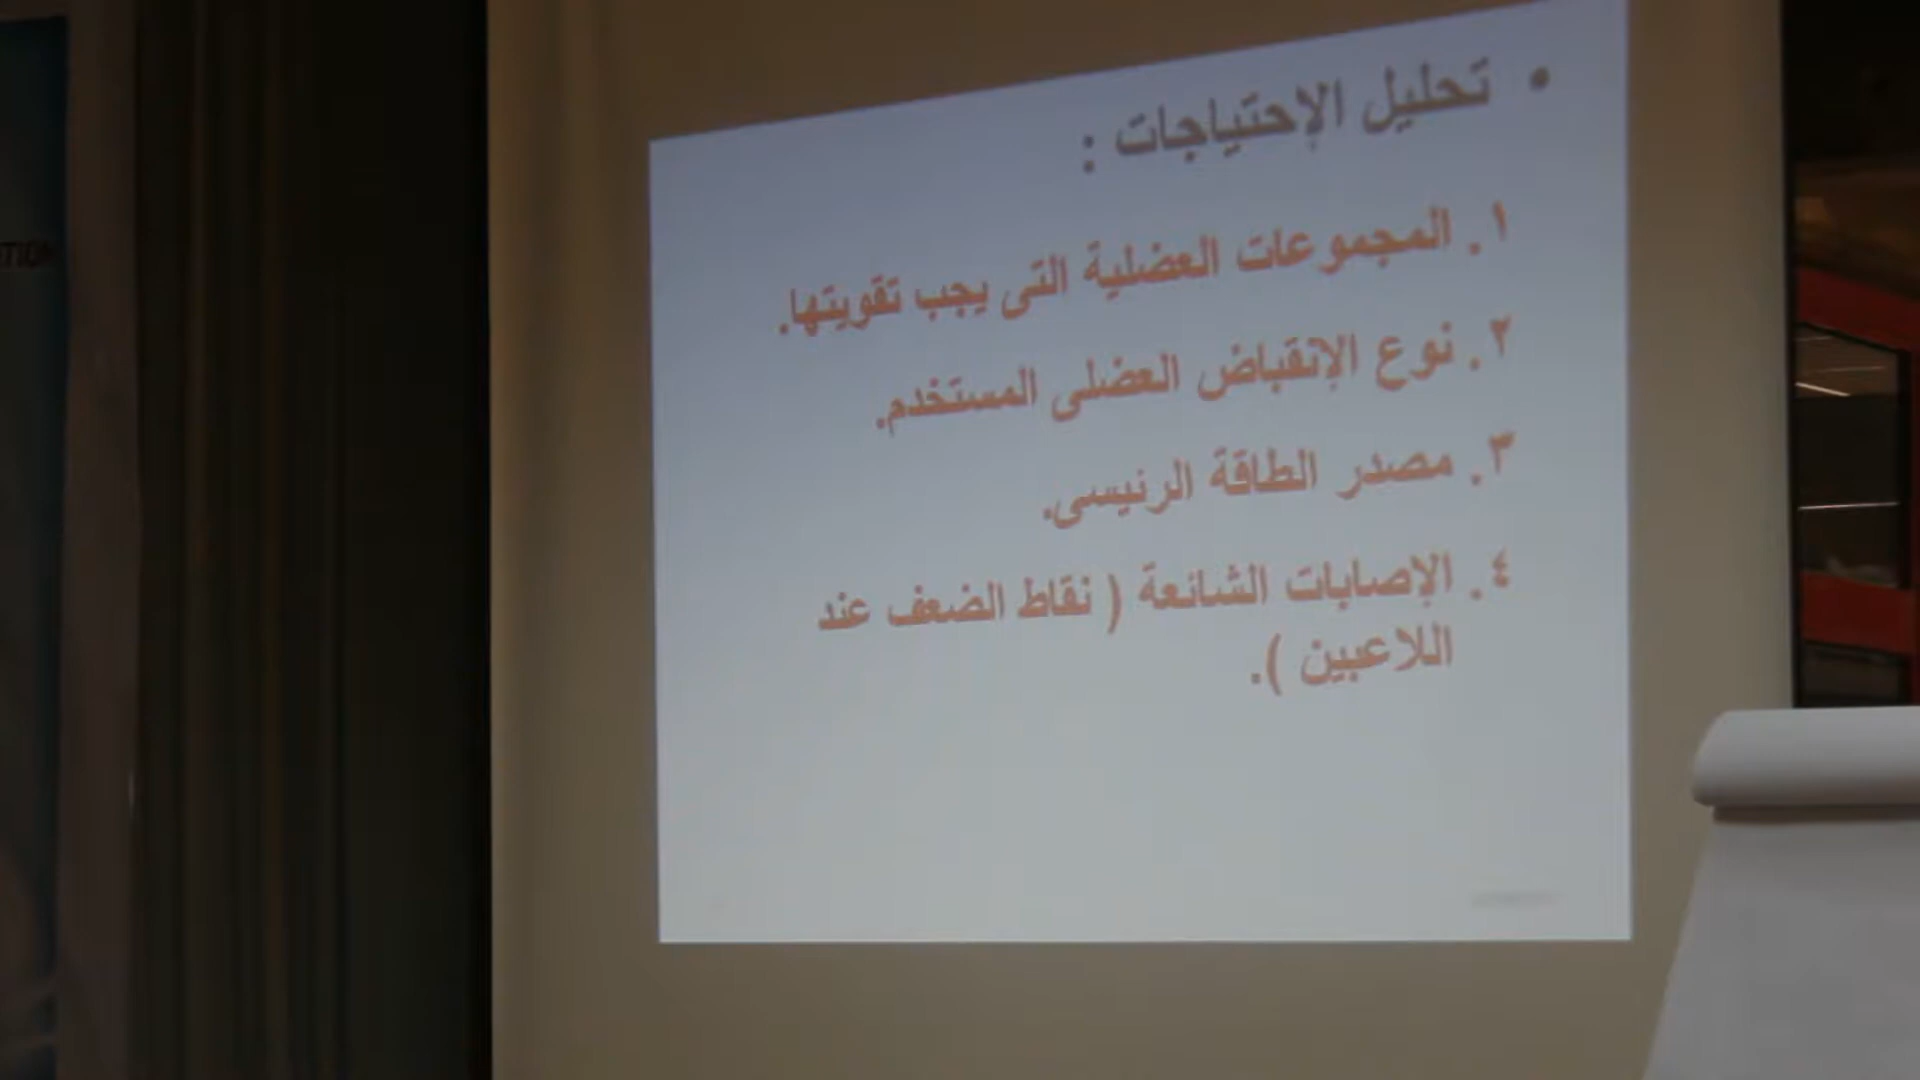 • تحليل الإحتياجات :
١. المجموعات العضلية التى يجب تقويتها.
٢. نوع الإنقباض العضلى المستخدم.
٣. مصدر الطاقة الرئيسى.
٤. الإصابات الشائعة ( نقاط الضعف عند
اللاعبين ).
TION